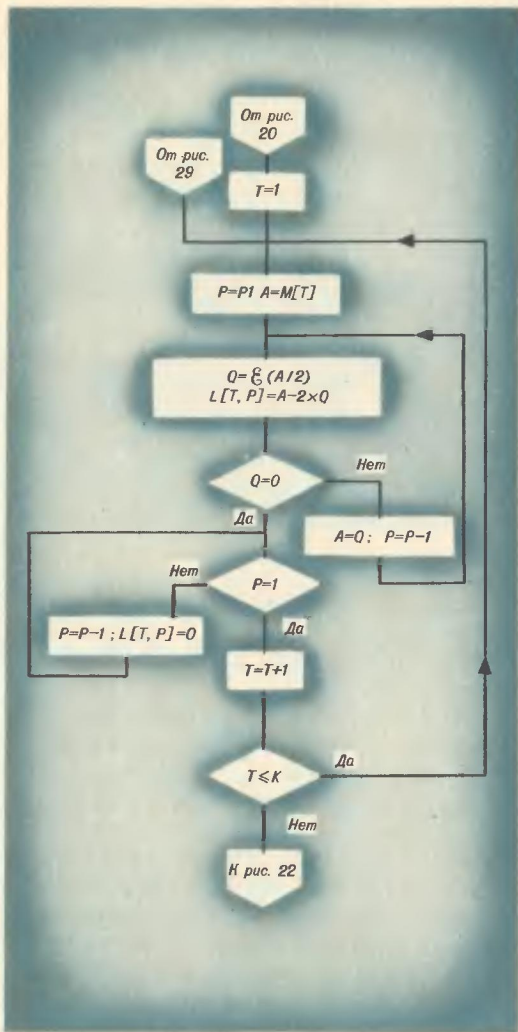 От рис.
20
От рис.
29
T=1
P=P1 A=M[T]
Q=ℰ(A/2)
L[T, P]=A-2×Q
Q=0
Нет
Да
A=Q; P=P-1
Нет
P=1
P=P-1; L[T, P]=0
Да
T=T+1
T≤K
Да
Нет
К рис. 22